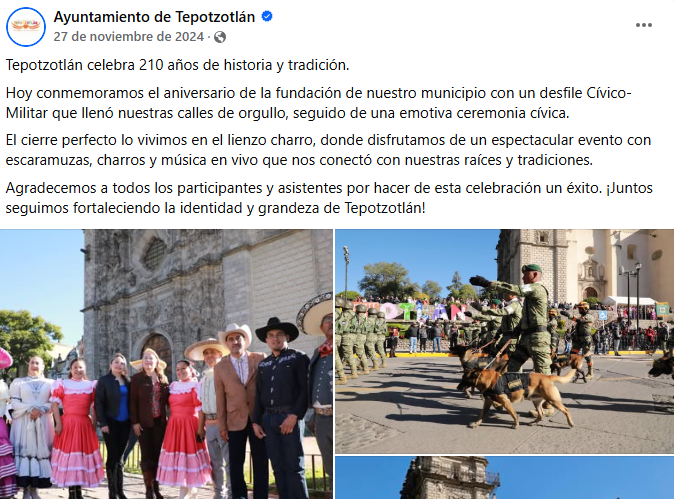 Ayuntamiento de Tepotzotlán
27 de noviembre de 2024 ·
Tepotzotlán celebra 210 años de historia y tradición.
Hoy conmemoramos el aniversario de la fundación de nuestro municipio con un desfile Cívico-
Militar que llenó nuestras calles de orgullo, seguido de una emotiva ceremonia cívica.
El cierre perfecto lo vivimos en el lienzo charro, donde disfrutamos de un espectacular evento con
escaramuzas, charros y música en vivo que nos conectó con nuestras raíces y tradiciones.
Agradecemos a todos los participantes y asistentes por hacer de esta celebración un éxito. ¡Juntos
seguimos fortaleciendo la identidad y grandeza de Tepotzotlán!